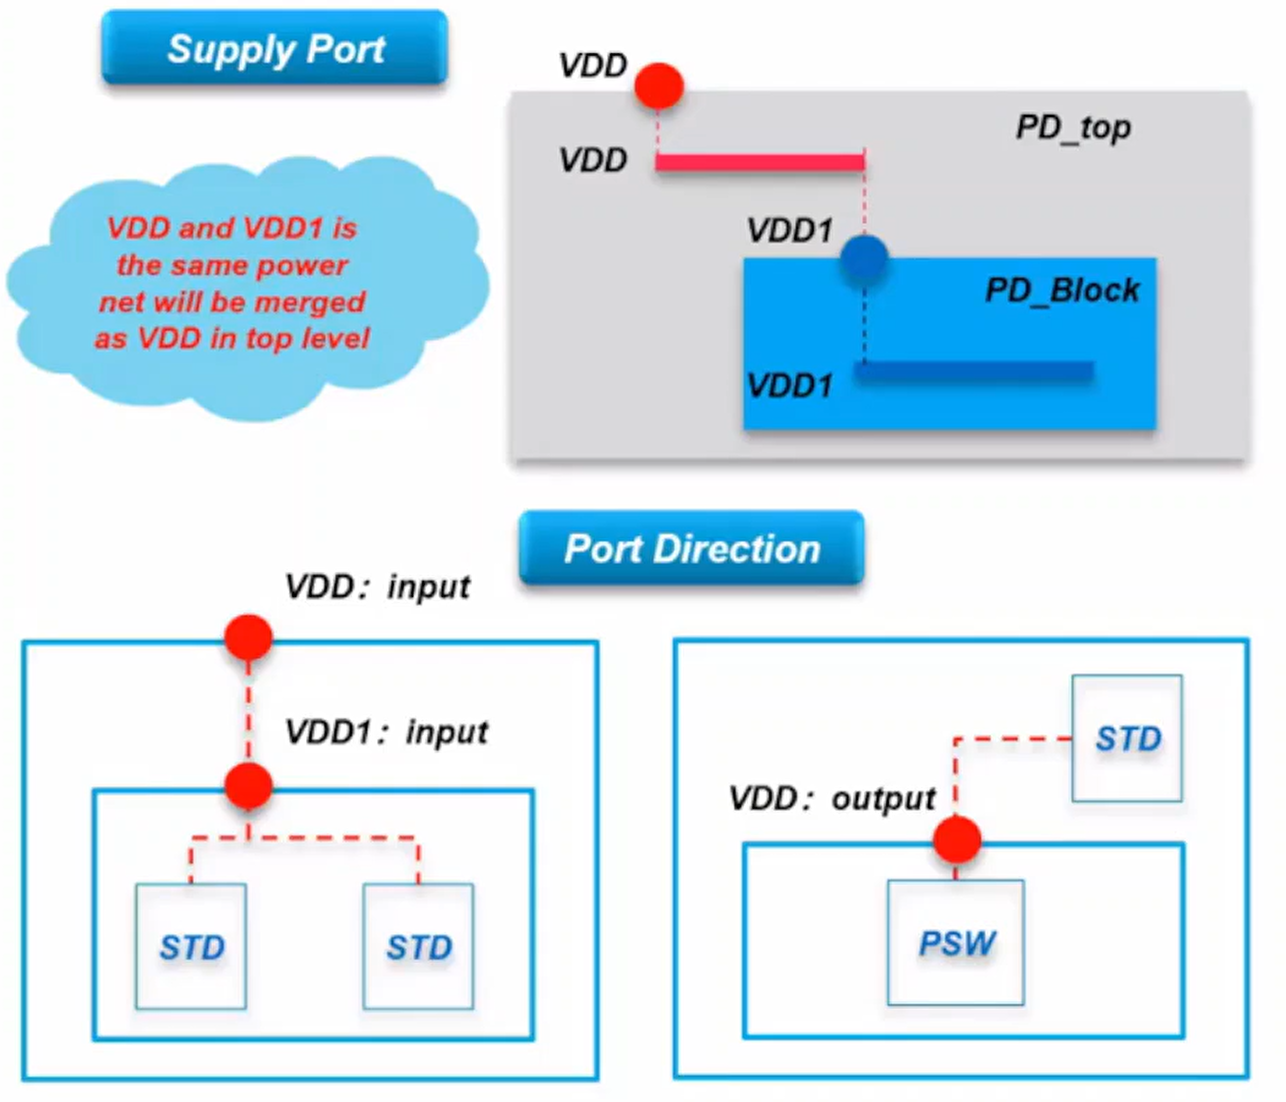 Supply Port
VDD
PD_top
VDD
VDD and VDD1 is
the same power
net will be merged
as VDD in top level
VDD1
PD_Block
VDD1
Port Direction
VDD: input
VDD1: input
STD
STD
STD
VDD: output
PSW